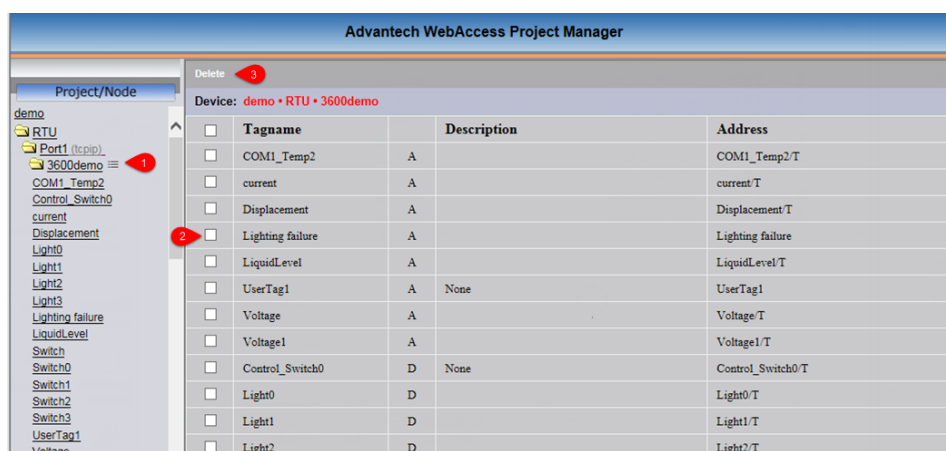 Advantech WebAccess Project Manager
Project/Node
demo
RTU
Port1 (tcpip)
3600demo
1
COM1_Temp2
Control_Switch0
current
Displacement
Light0
Light1
Light2
Light3
Lighting failure
LiquidLevel
Switch
Switch0
Switch1
Switch2
Switch3
UserTag1
Voltage
Delete
3
Device: demo • RTU • 3600demo
Tagname Description Address
COM1_Temp2 A COM1_Temp2/T
current A current/T
Displacement A Displacement/T
2
Lighting failure A Lighting failure
LiquidLevel A LiquidLevel/T
UserTag1 A None UserTag1
Voltage A Voltage/T
Voltage1 A Voltage1/T
Control_Switch0 D None Control_Switch0/T
Light0 D Light0/T
Light1 D Light1/T
Light2 D Light2/T